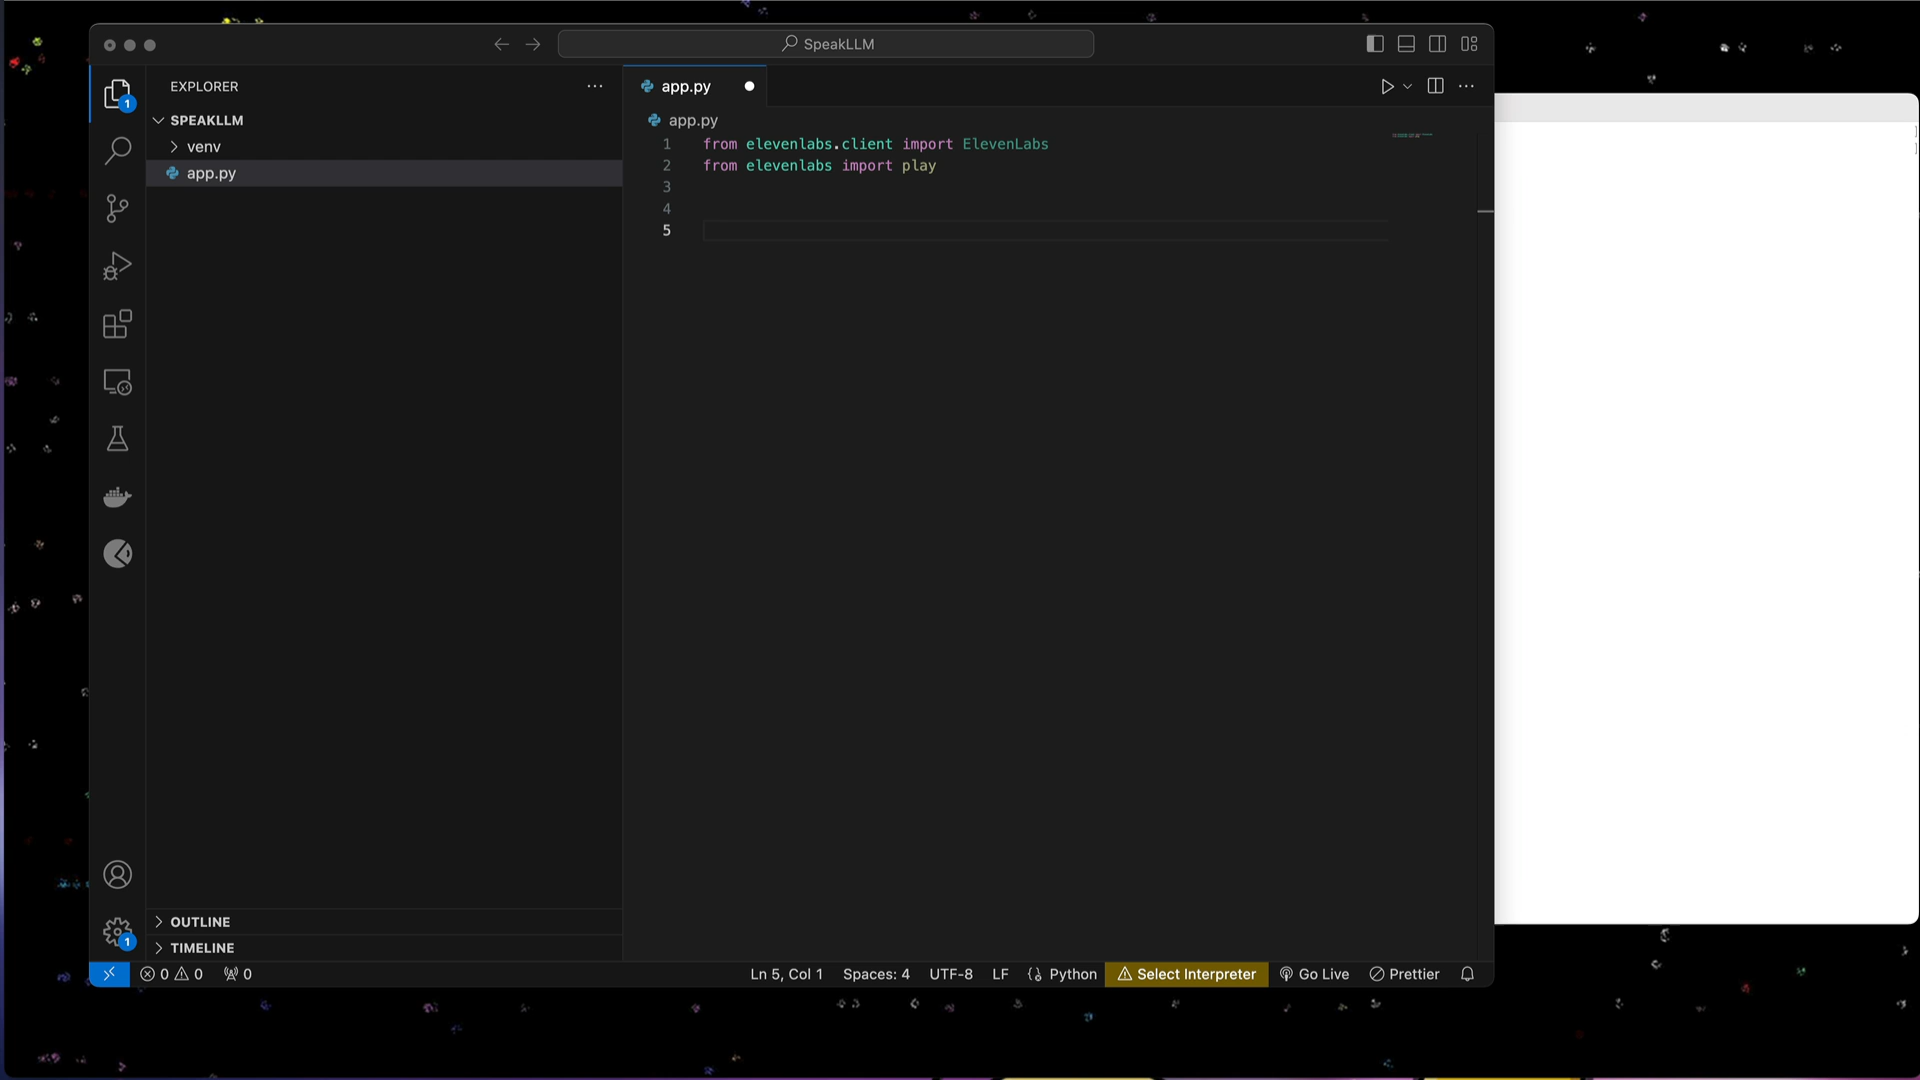 SpeakLLM
EXPLORER
app.py
1
SPEAKLLM
app.py
venv
1 from elevenlabs.client import ElevenLabs
app.py
2 from elevenlabs import play
3
4
5
OUTLINE
1
TIMELINE
0 0 0
Ln 5, Col 1 Spaces: 4 UTF-8 LF Python Select Interpreter Go Live Prettier